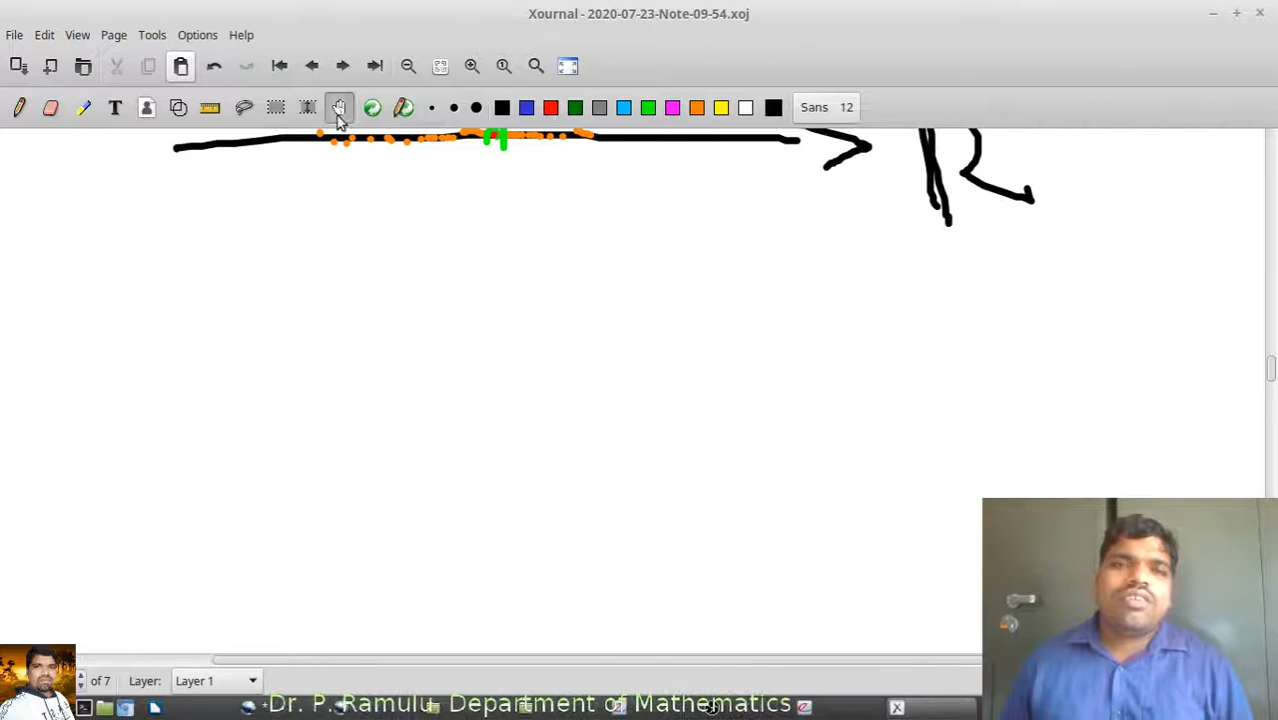 Xournal - 2020-07-23-Note-09-54.xoj
File Edit View Page Tools Options Help
Sans 12
R
of 7 Layer: Layer 1
*Dr. P. Ramulu, Department of Mathematics